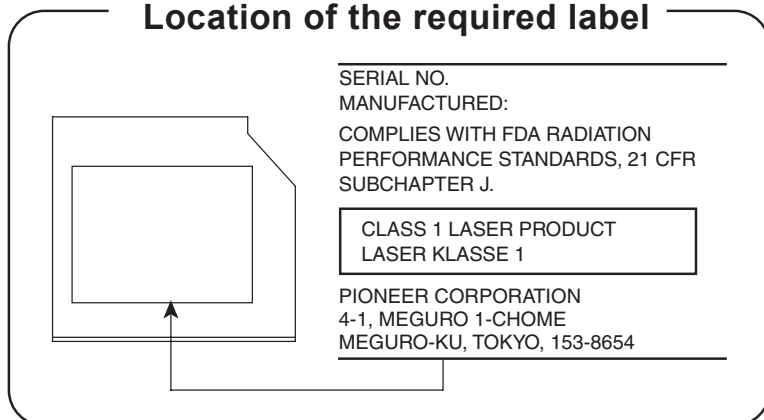 Location of the required label
SERIAL NO.
MANUFACTURED:
COMPLIES WITH FDA RADIATION
PERFORMANCE STANDARDS, 21 CFR
SUBCHAPTER J.
CLASS 1 LASER PRODUCT
LASER KLASSE 1
PIONEER CORPORATION
4-1, MEGURO 1-CHOME
MEGURO-KU, TOKYO, 153-8654